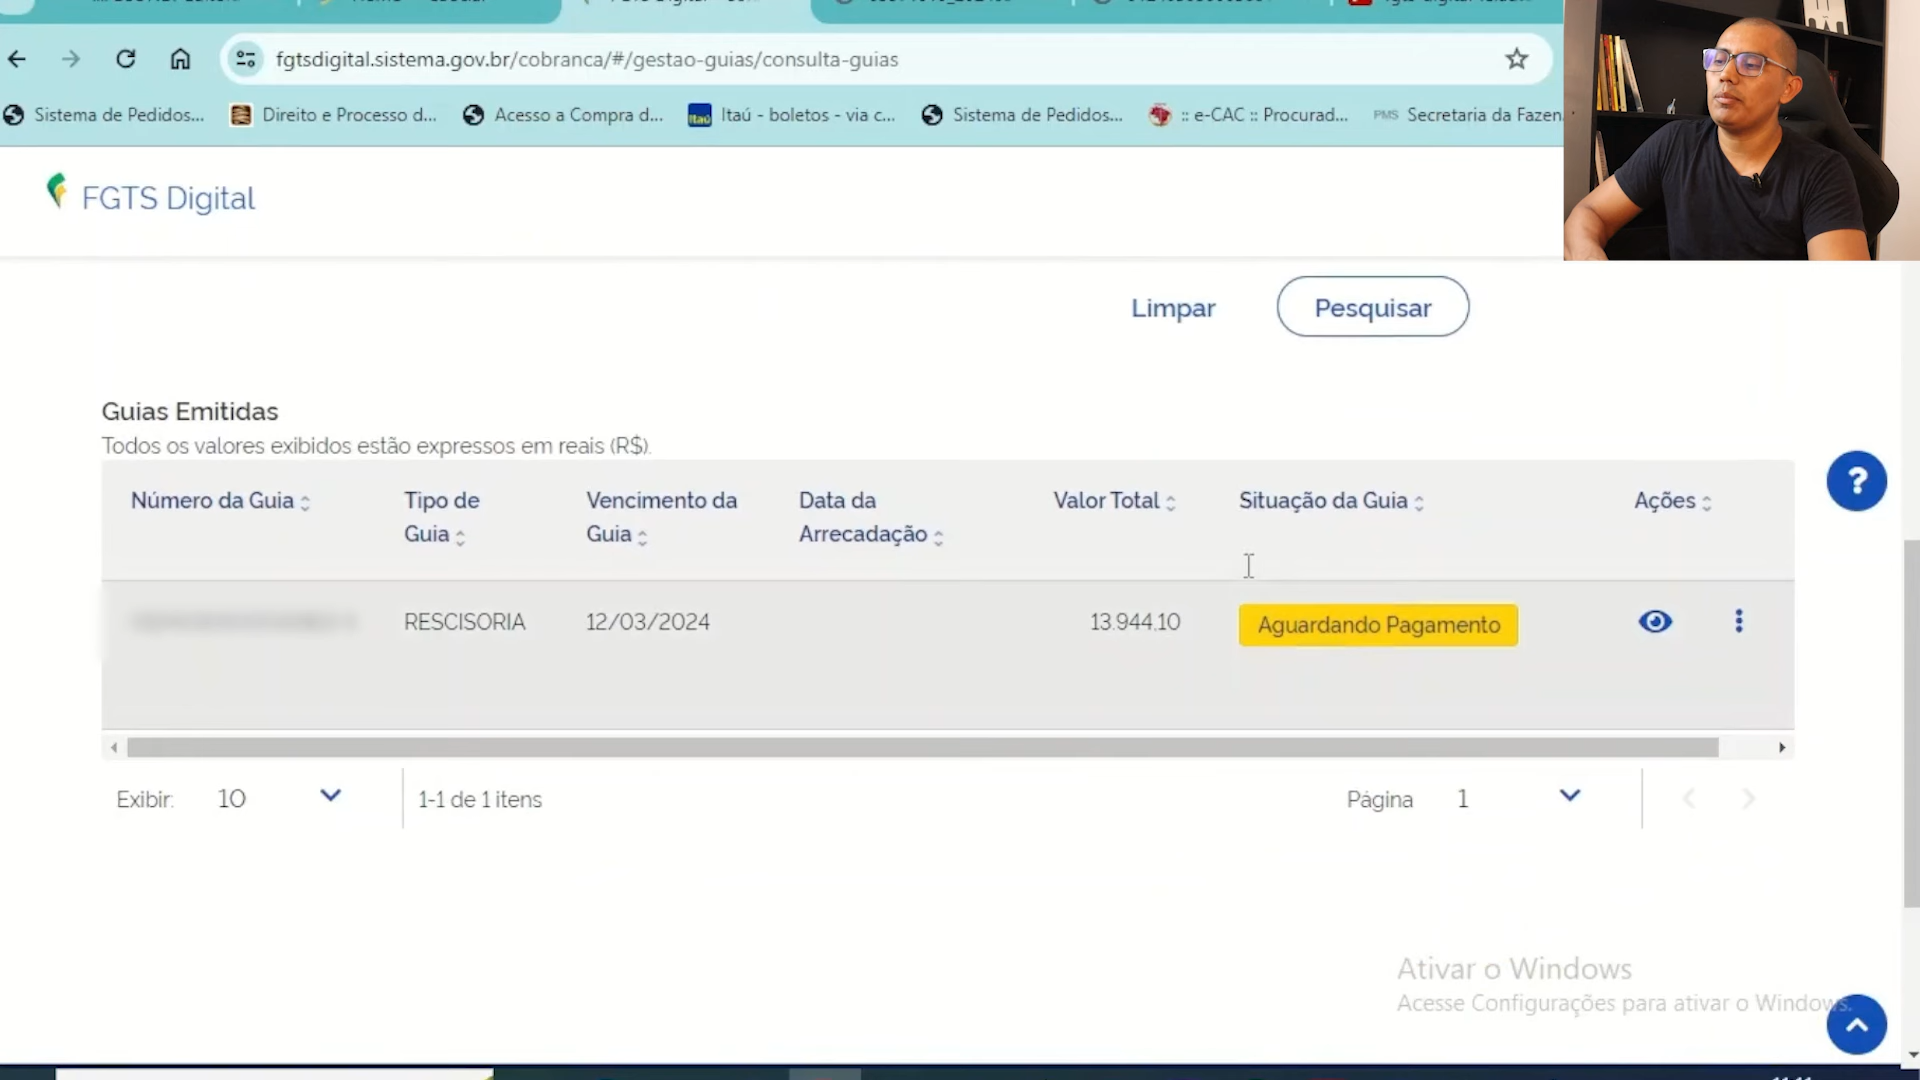 fgtsdigital.sistema.gov.br/cobranca/#/gestao-guias/consulta-guias
Sistema de Pedidos... Direito e Processo d... Acesso a Compra d... Itaú - boletos - via c... Sistema de Pedidos... :: e-CAC :: Procurad... PMS Secretaria da Fazen
FGTS Digital
Limpar Pesquisar
Guias Emitidas
Todos os valores exibidos estão expressos em reais (R$).
Número da Guia Tipo de Guia Vencimento da Guia Data da Arrecadação Valor Total Situação da Guia Ações
RESCISORIA 12/03/2024 13.944,10 Aguardando Pagamento
Exibir: 10 1-1 de 1 itens Página 1
?
Ativar o Windows
Acesse Configurações para ativar o Windows.